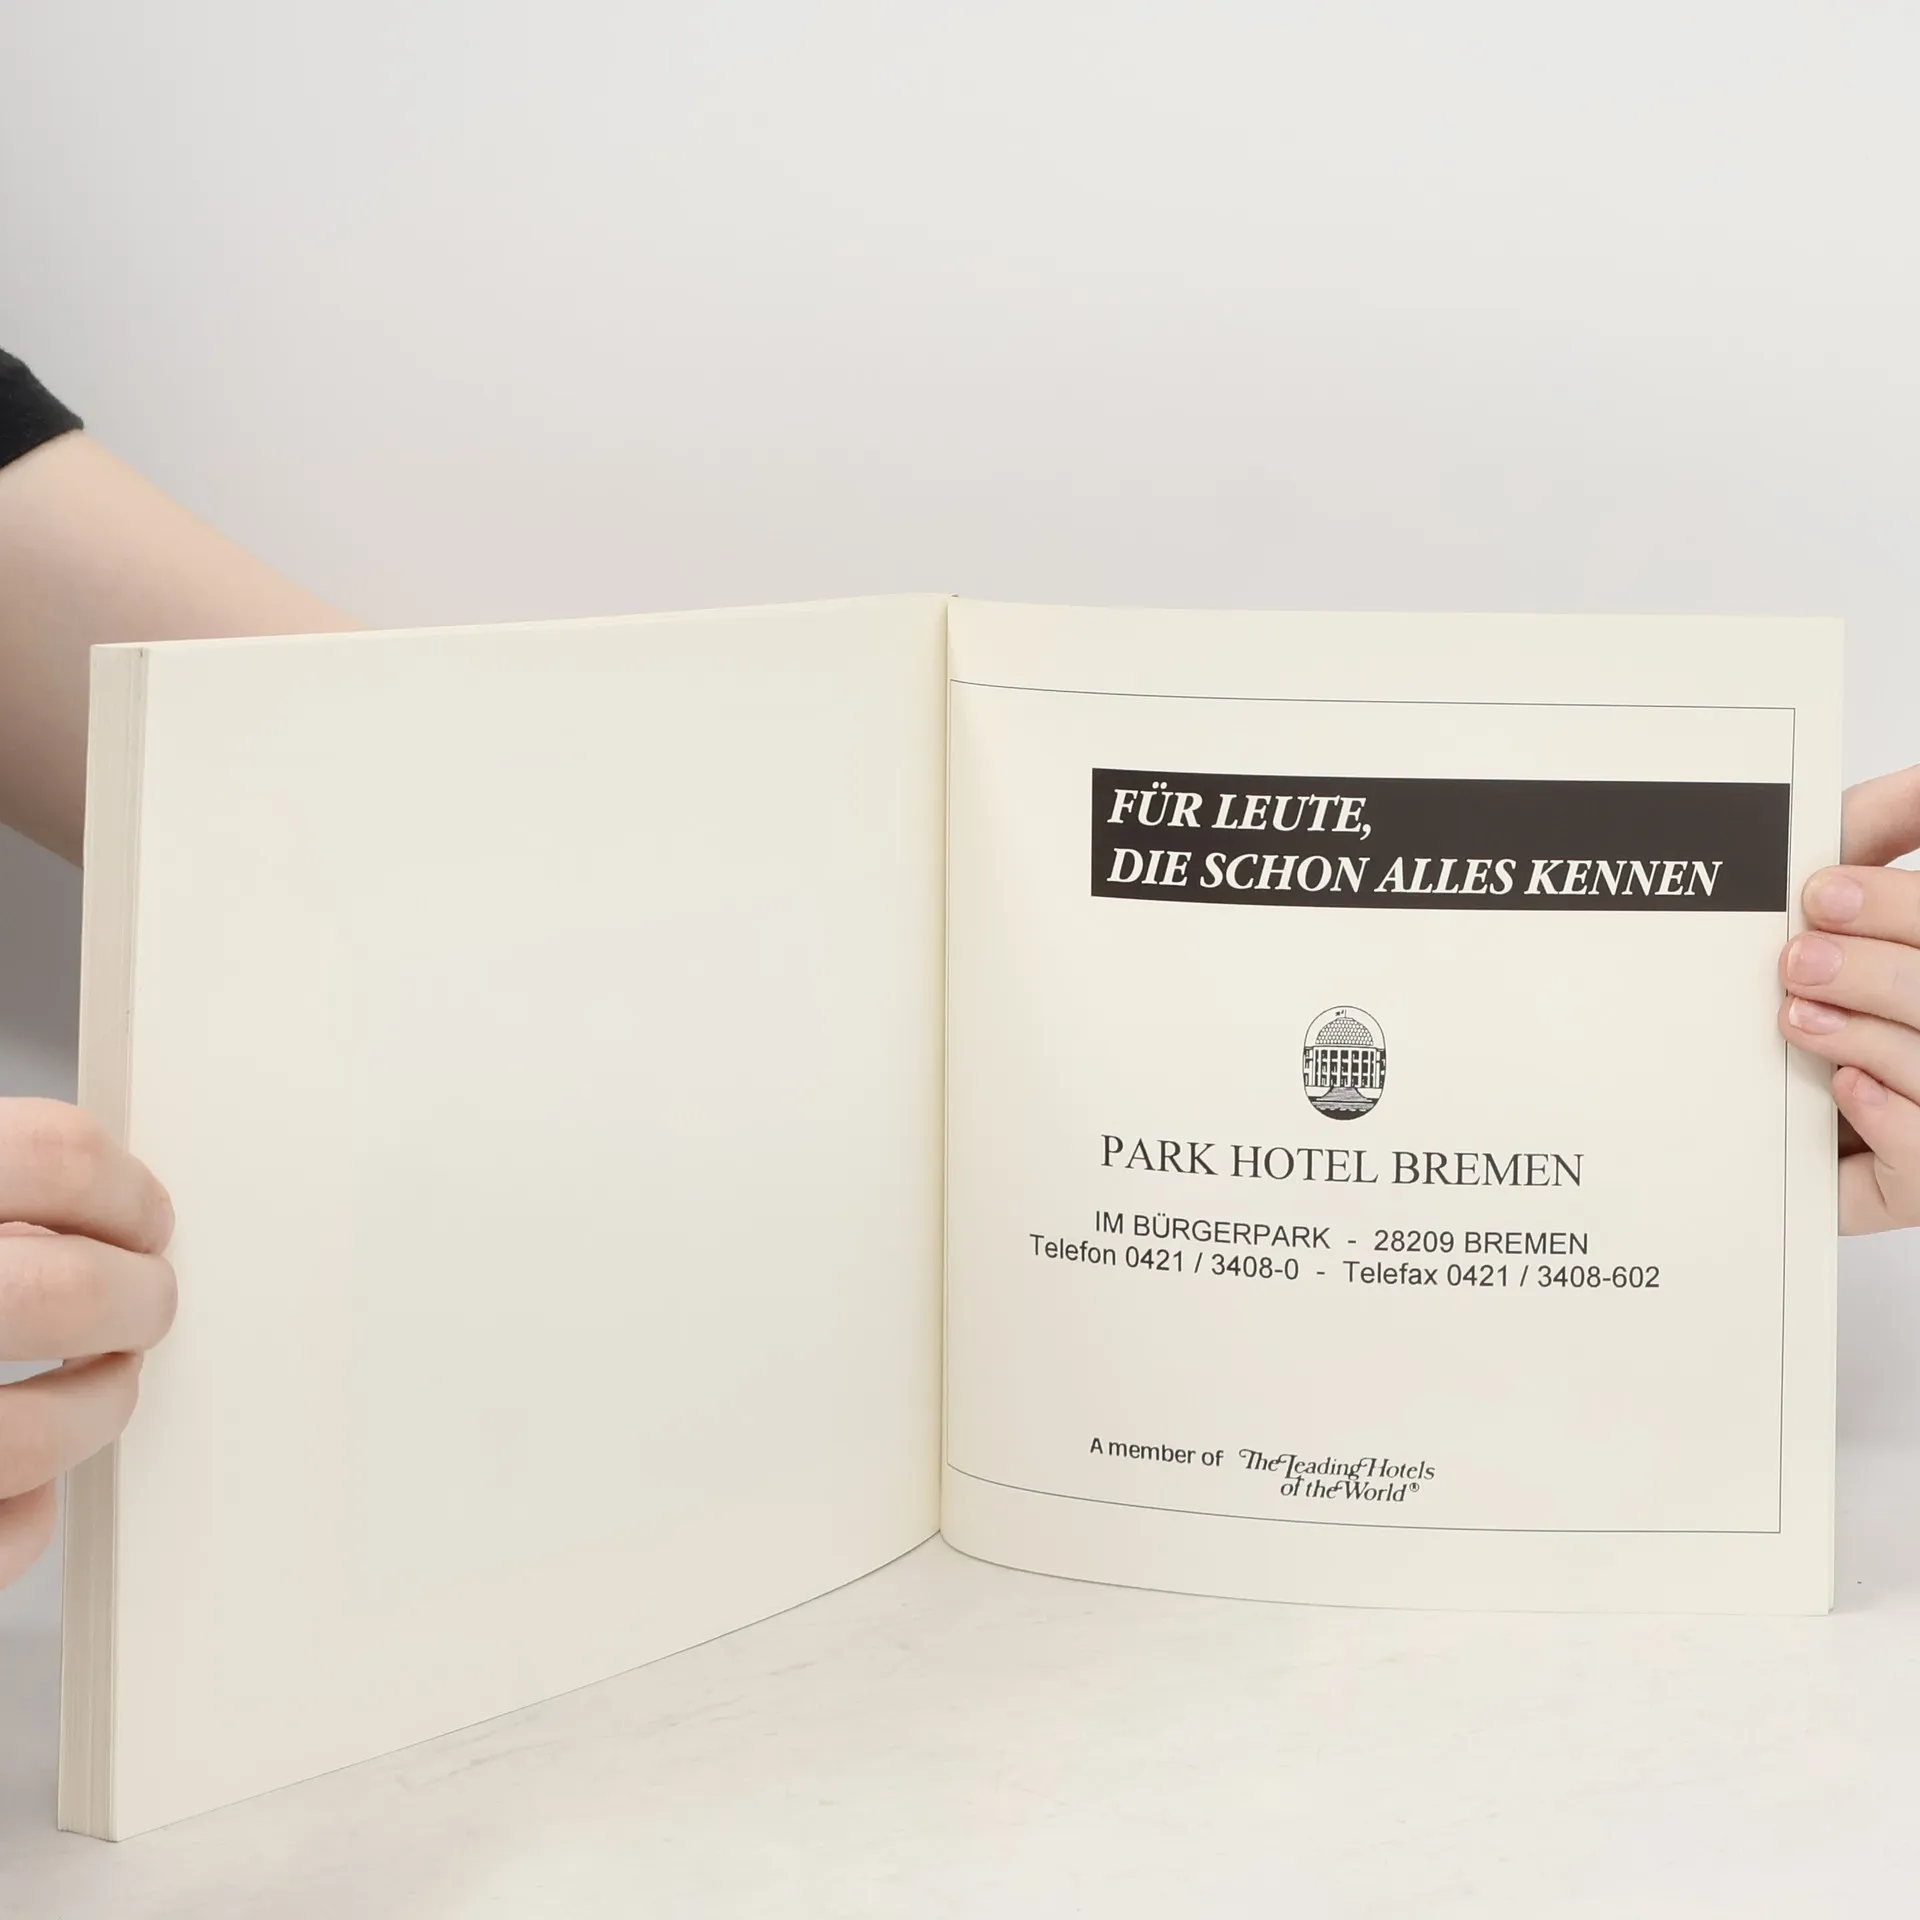 FÜR LEUTE,
DIE SCHON ALLES KENNEN
PARK HOTEL BREMEN
IM BÜRGERPARK - 28209 BREMEN
Telefon 0421 / 3408-0 - Telefax 0421 / 3408-602
A member of The Leading Hotels
of the World®